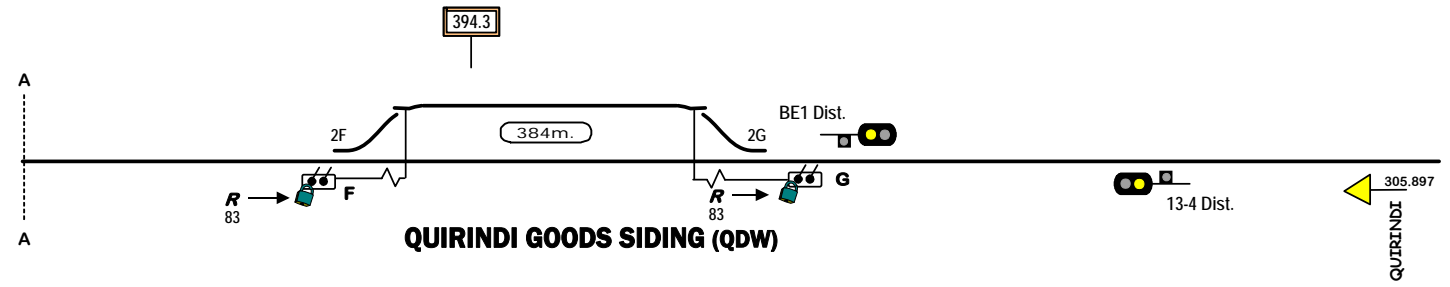 394.3
A
BE1 Dist.
2F
384m.
2G
F
G
R
83
R
83
305.897
13-4 Dist.
QUIRINDI
A
QUIRINDI GOODS SIDING (QDW)